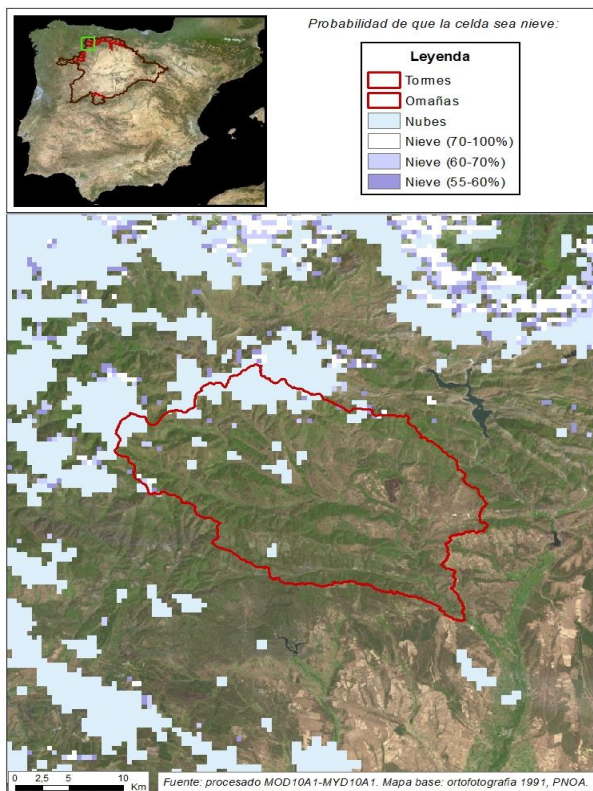 Probabilidad de que la celda sea nieve:
Leyenda
Tormes
Omañas
Nubes
Nieve (70-100%)
Nieve (60-70%)
Nieve (55-60%)
0 2,5 5 10
Km
Fuente: procesado MOD10A1-MYD10A1. Mapa base: ortofotografía 1991, PNOA.